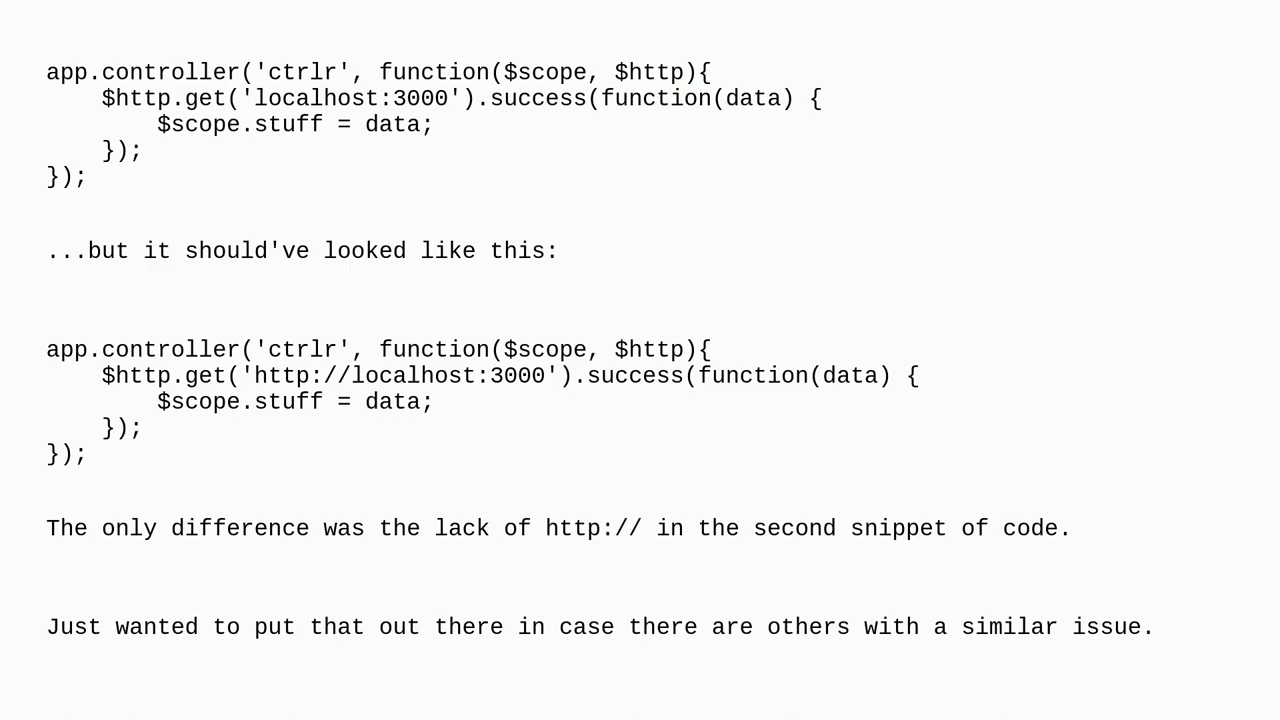 app.controller('ctrlr', function($scope, $http){
    $http.get('localhost:3000').success(function(data) {
        $scope.stuff = data;
    });
});
...but it should've looked like this:
app.controller('ctrlr', function($scope, $http){
    $http.get('http://localhost:3000').success(function(data) {
        $scope.stuff = data;
    });
});
The only difference was the lack of http:// in the second snippet of code.
Just wanted to put that out there in case there are others with a similar issue.